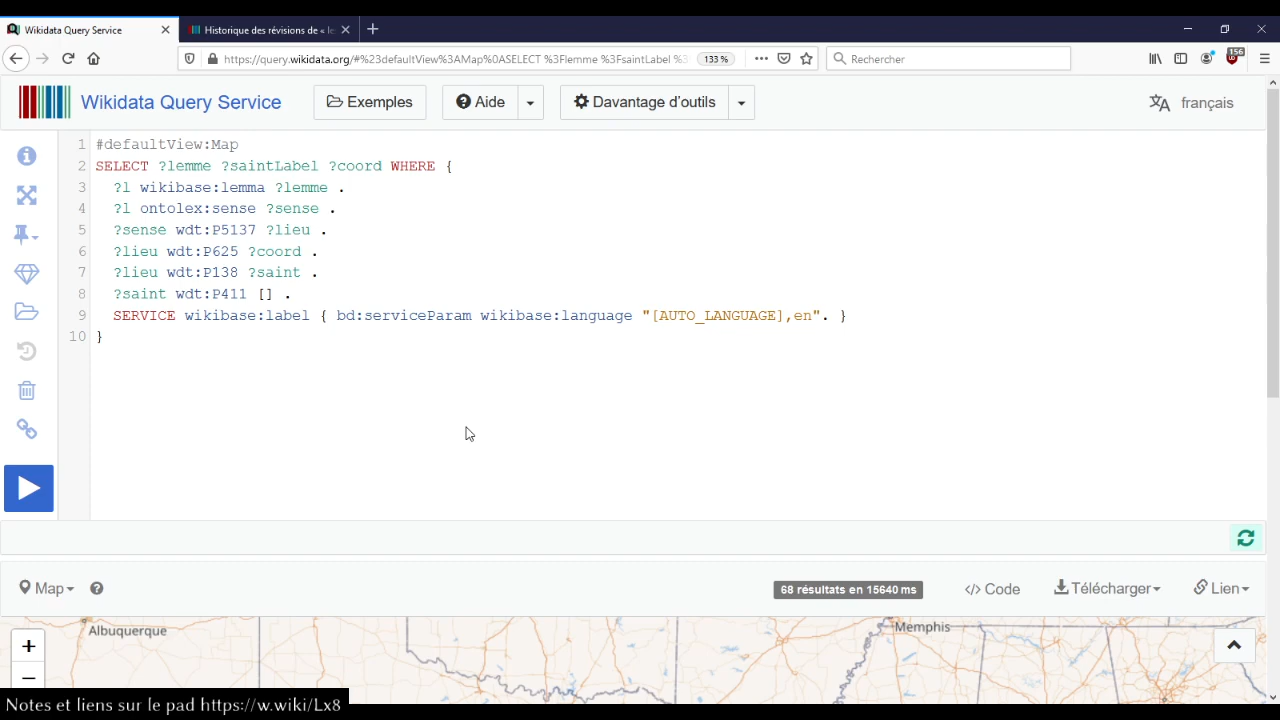 Wikidata Query Service
Historique des révisions de « le
https://query.wikidata.org/#%23defaultView%3AMap%0ASELECT %3Flemme %3FsaintLabel %3
133 %
Rechercher
156
Wikidata Query Service
Exemples
Aide
Davantage d'outils
français
1 #defaultView:Map
2 SELECT ?lemme ?saintLabel ?coord WHERE {
3 ?l wikibase:lemma ?lemme .
4 ?l ontolex:sense ?sense .
5 ?sense wdt:P5137 ?lieu .
6 ?lieu wdt:P625 ?coord .
7 ?lieu wdt:P138 ?saint .
8 ?saint wdt:P411 [] .
9 SERVICE wikibase:label { bd:serviceParam wikibase:language "[AUTO_LANGUAGE],en". }
10 }
Map
68 résultats en 15640 ms
</> Code
Télécharger
Lien
Albuquerque
Memphis
+
−
Notes et liens sur le pad https://w.wiki/Lx8